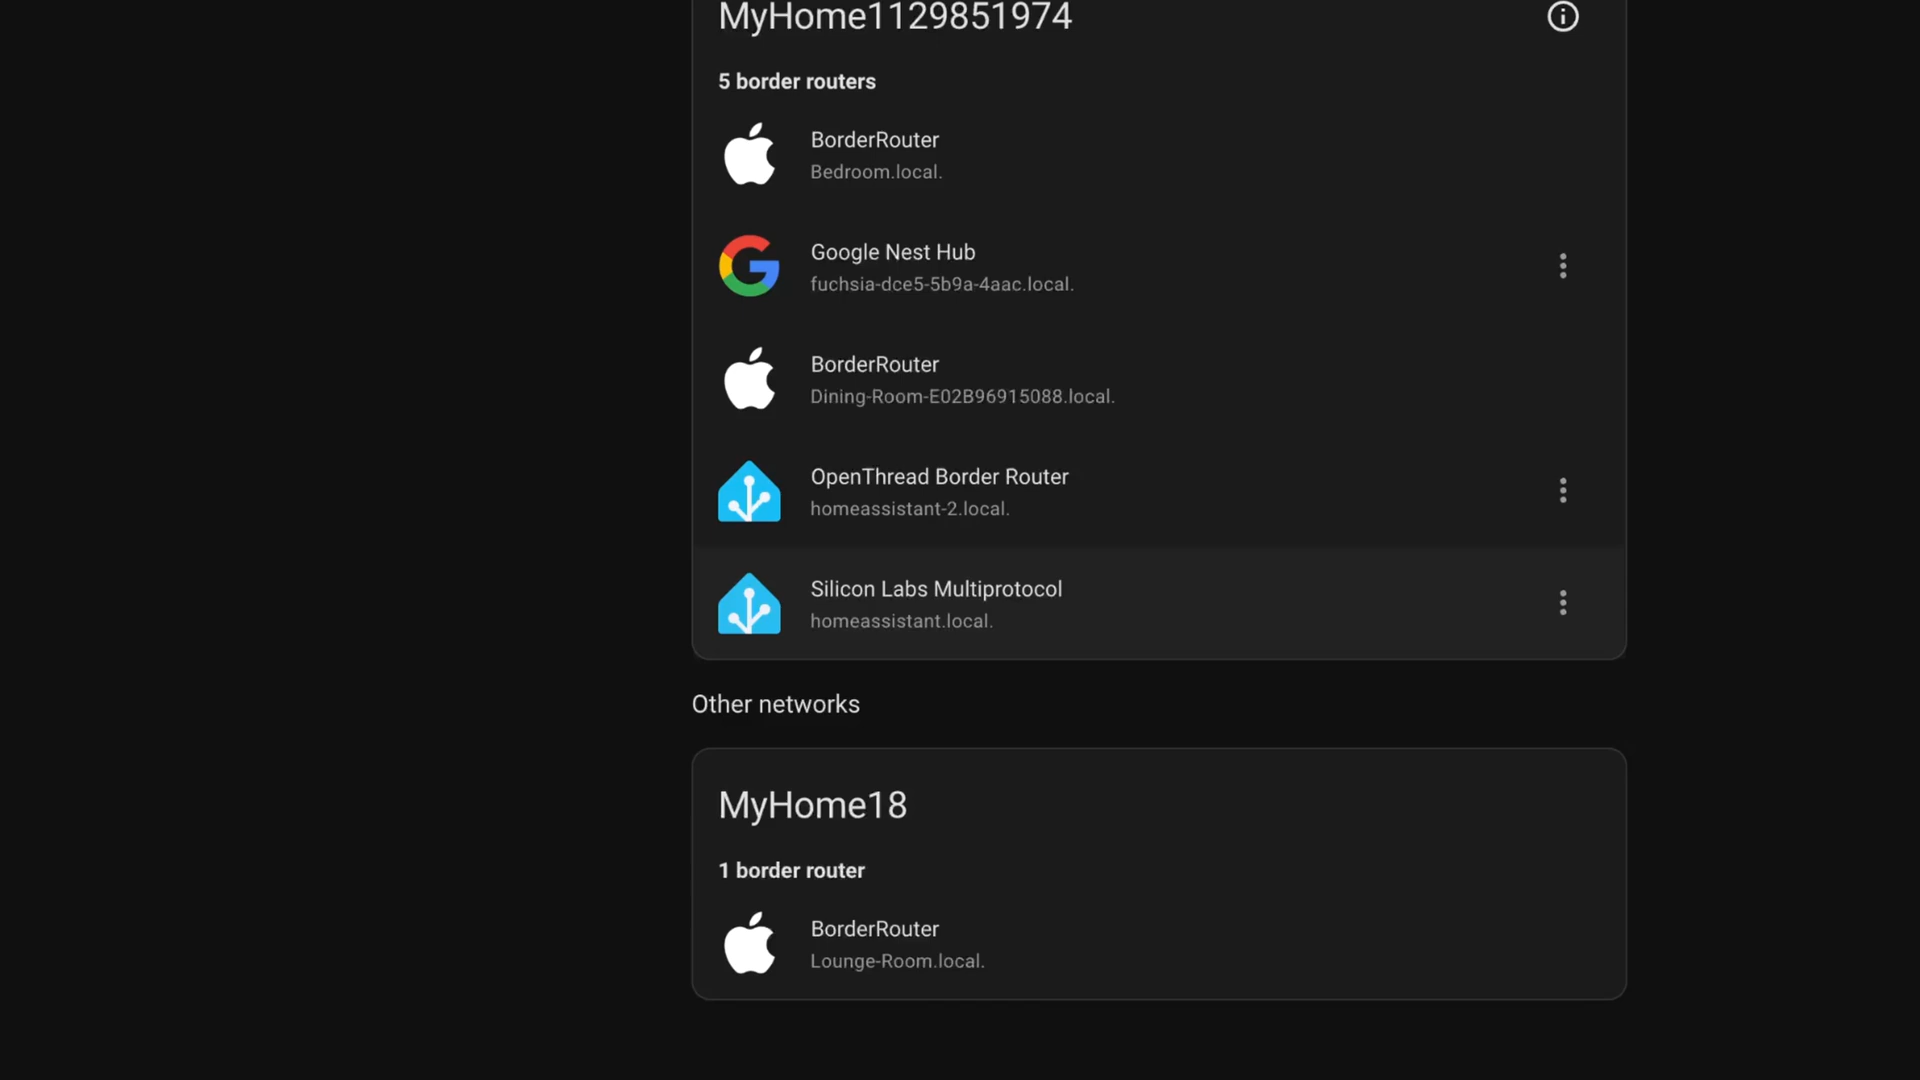 MyHome1129851974
5 border routers
BorderRouter
Bedroom.local.
Google Nest Hub
fuchsia-dce5-5b9a-4aac.local.
BorderRouter
Dining-Room-E02B96915088.local.
OpenThread Border Router
homeassistant-2.local.
Silicon Labs Multiprotocol
homeassistant.local.
Other networks
MyHome18
1 border router
BorderRouter
Lounge-Room.local.